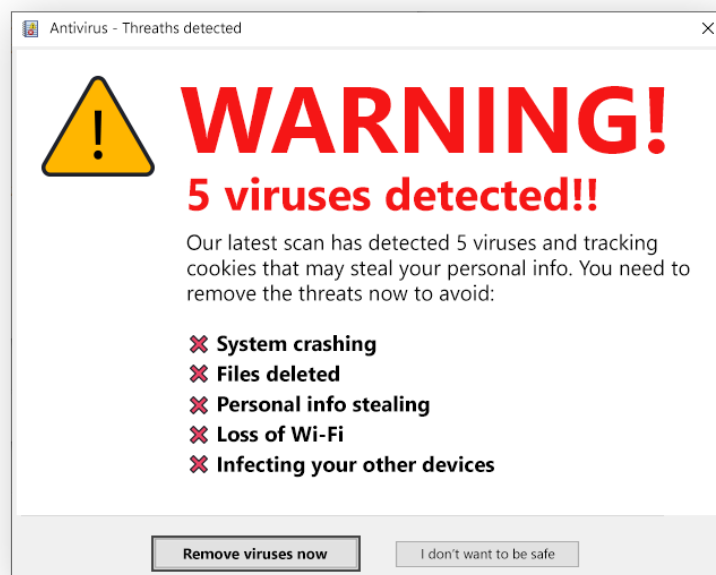 Antivirus - Threaths detected
WARNING!
5 viruses detected!!
Our latest scan has detected 5 viruses and tracking
cookies that may steal your personal info. You need to
remove the threats now to avoid:
System crashing
Files deleted
Personal info stealing
Loss of Wi-Fi
Infecting your other devices
Remove viruses now
I don't want to be safe